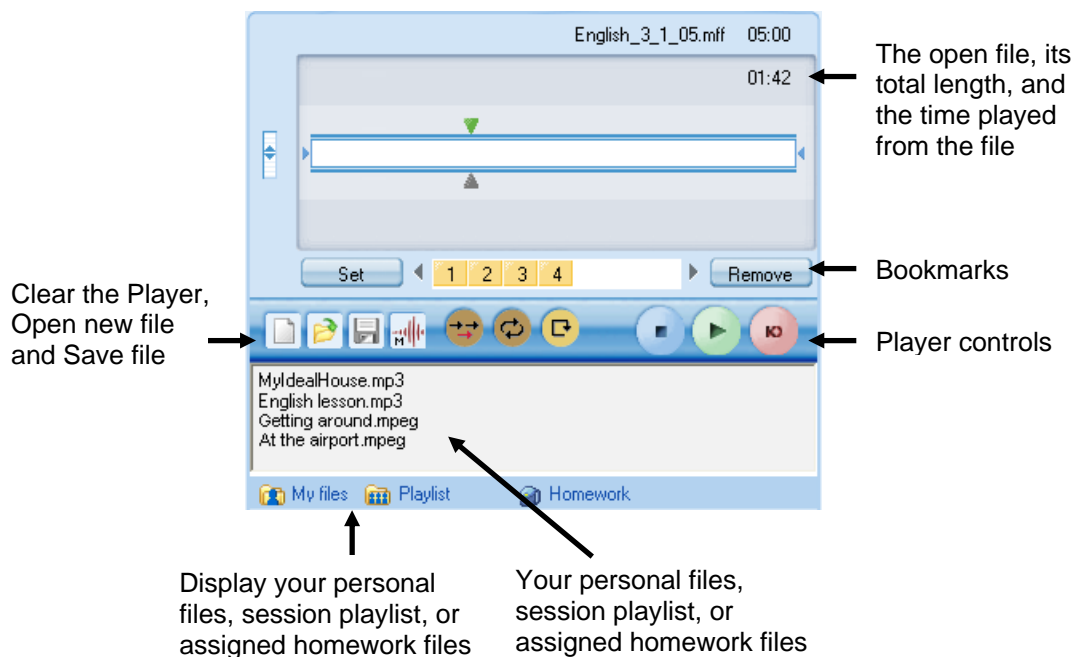 English_3_1_05.mff 05:00
01:42
The open file, its
total length, and
the time played
from the file
Set 1 2 3 4 Remove
Bookmarks
Clear the Player,
Open new file
and Save file
M
Player controls
MyIdealHouse.mp3
English lesson.mp3
Getting around.mpeg
At the airport.mpeg
My files Playlist Homework
Display your personal
files, session playlist, or
assigned homework files
Your personal files,
session playlist, or
assigned homework files